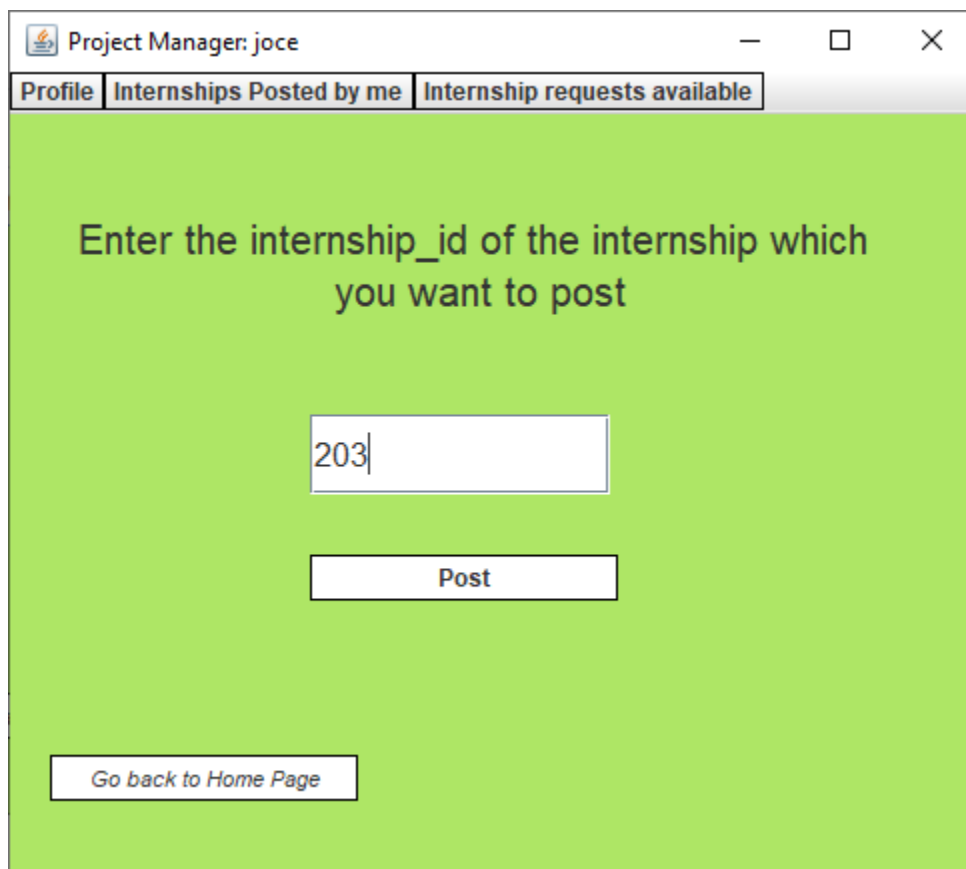 Project Manager: joce
Profile Internships Posted by me Internship requests available
Enter the internship_id of the internship which
you want to post
203
Post
Go back to Home Page